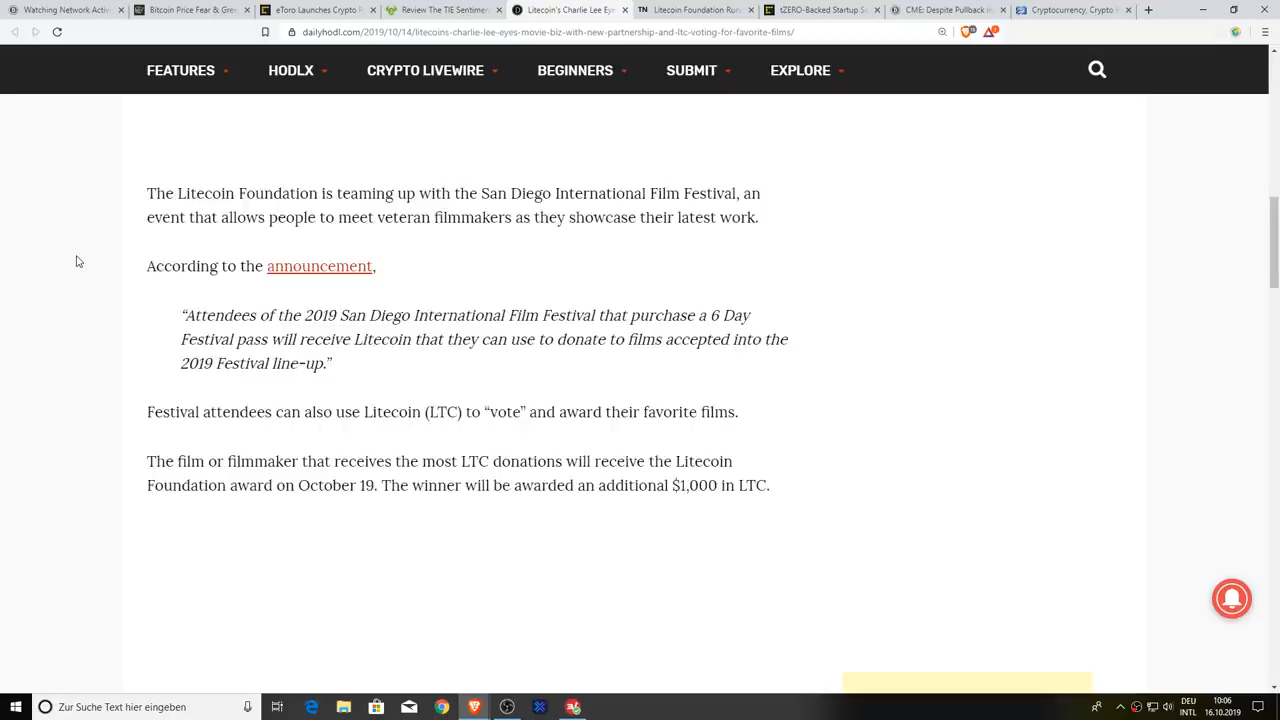 Watching Network Activ
Bitcoin Price Fear & Gre
eToro Launches Crypto R
Review The TIE Sentimen
Litecoin's Charlie Lee Eye
Litecoin Foundation Run
tZERO-Backed Startup Se
CME: Despite Pullback in
Cryptocurrency, Crypto
dailyhodl.com/2019/10/14/litecoins-charlie-lee-eyes-movie-biz-with-new-partnership-and-ltc-voting-for-favorite-films/
FEATURES HODLX CRYPTO LIVEWIRE BEGINNERS SUBMIT EXPLORE
The Litecoin Foundation is teaming up with the San Diego International Film Festival, an
event that allows people to meet veteran filmmakers as they showcase their latest work.
According to the announcement,
“Attendees of the 2019 San Diego International Film Festival that purchase a 6 Day
Festival pass will receive Litecoin that they can use to donate to films accepted into the
2019 Festival line-up.”
Festival attendees can also use Litecoin (LTC) to “vote” and award their favorite films.
The film or filmmaker that receives the most LTC donations will receive the Litecoin
Foundation award on October 19. The winner will be awarded an additional $1,000 in LTC.
Zur Suche Text hier eingeben
DEU
INTL
10:06
16.10.2019